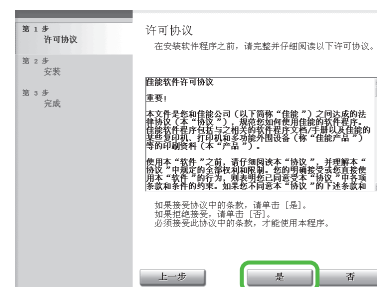 第 1 步
许可协议
第 2 步
安装
第 3 步
完成
许可协议
在安装软件程序之前，请完整并仔细阅读以下许可协议。
佳能软件许可协议
重要！
本文件是您和佳能公司（以下简称“佳能”）之间达成的法
律协议（本“协议”），规范您如何使用佳能的软件程序。
佳能软件程序包括与之相关的软件程序文档/手册以及佳能的
某些复印机、打印机和多功能外围设备（称“佳能产品”）
等的印刷资料（本“产品”）。
使用本“软件”之前，请仔细阅读本“协议”，并理解本“
协议”中规定的全部权利和限制。您的明确接受或您直接使
用本“软件”的行为，则表明您已同意受本“协议”中各项
条款和条件的约束。如果您不同意本“协议”的下述条款和
如果接受协议中的条款，请单击 [是]。
如果拒绝接受，请单击 [否]。
必须接受此协议中的条款，才能使用本程序。
上一步
是
否